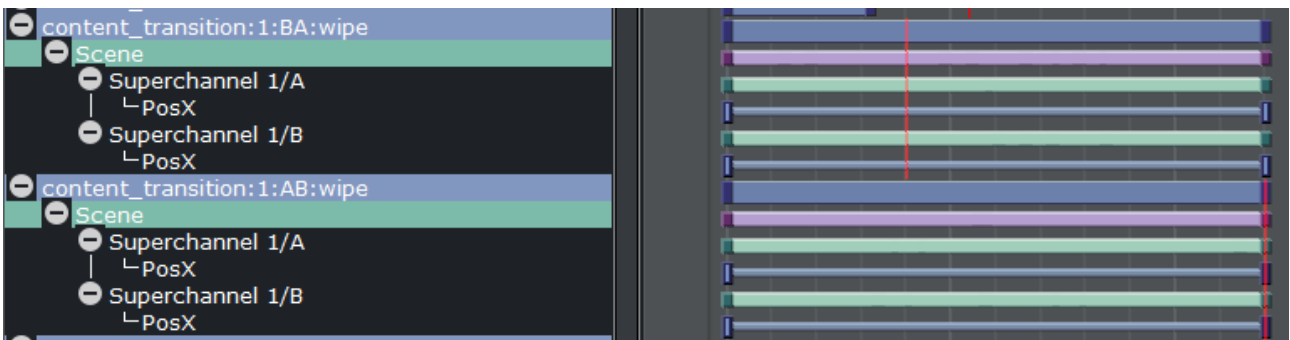 content_transition:1:BA:wipe
Scene
Superchannel 1/A
PosX
Superchannel 1/B
PosX
content_transition:1:AB:wipe
Scene
Superchannel 1/A
PosX
Superchannel 1/B
PosX